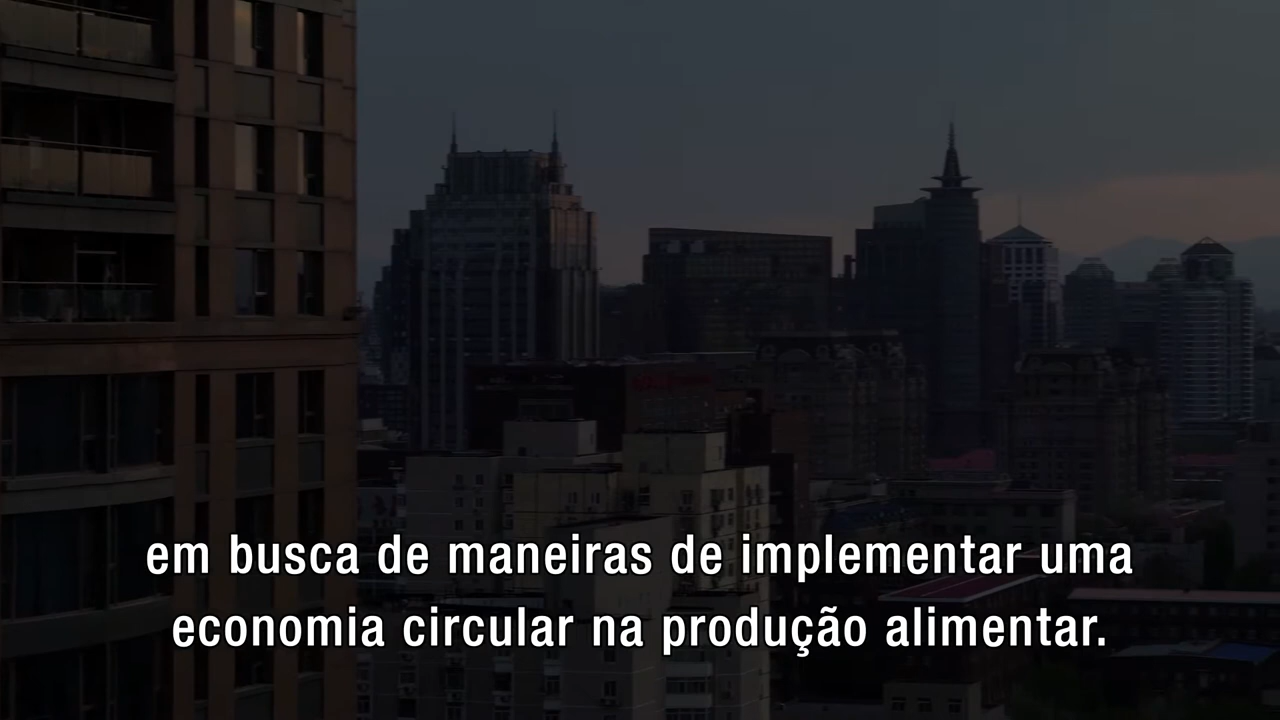 em busca de maneiras de implementar uma
economia circular na produção alimentar.